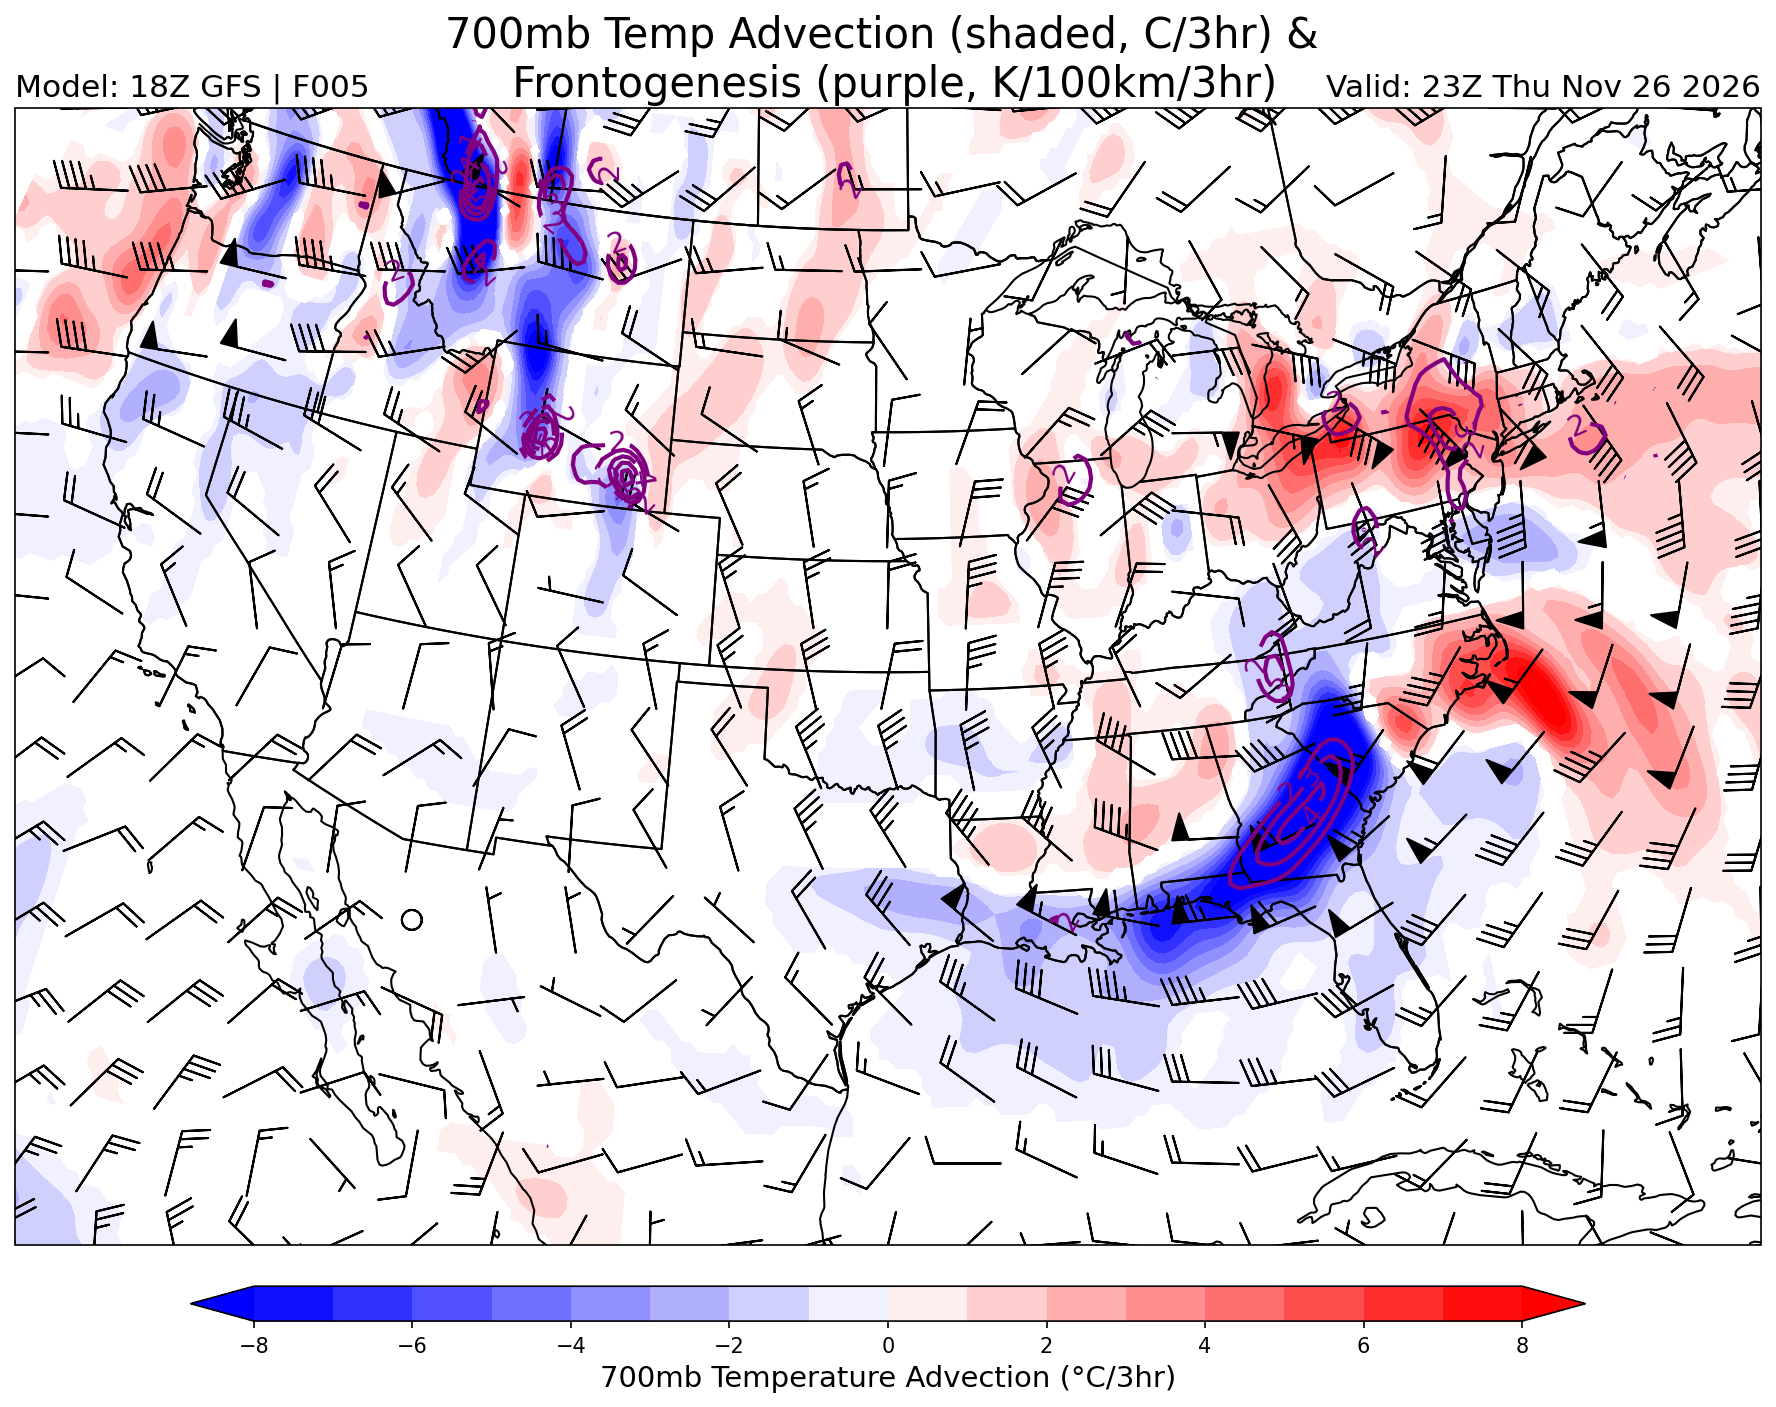 700mb Temp Advection (shaded, C/3hr) &
Frontogenesis (purple, K/100km/3hr)
Model: 18Z GFS | F005
Valid: 23Z Thu Nov 26 2026
−8 −6 −4 −2 0 2 4 6 8
700mb Temperature Advection (°C/3hr)